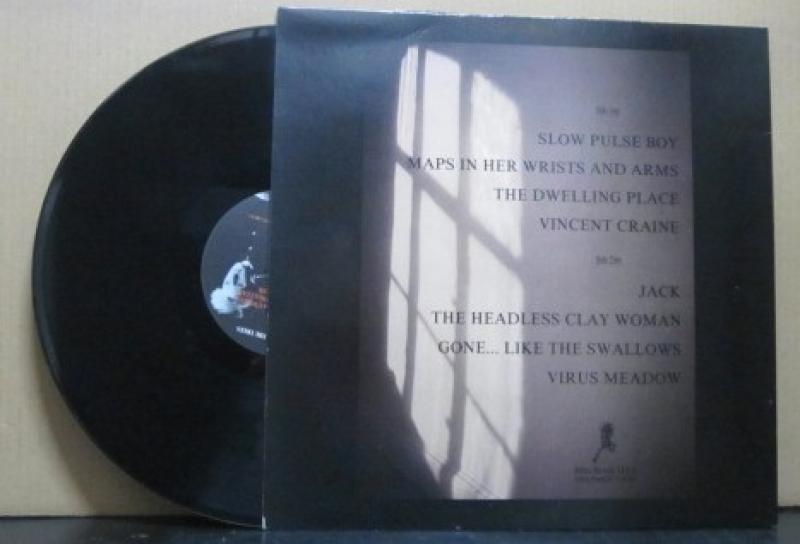 SLOW PULSE BOY
MAPS IN HER WRISTS AND ARMS
THE DWELLING PLACE
VINCENT CRAINE
JACK
THE HEADLESS CLAY WOMAN
GONE... LIKE THE SWALLOWS
VIRUS MEADOW